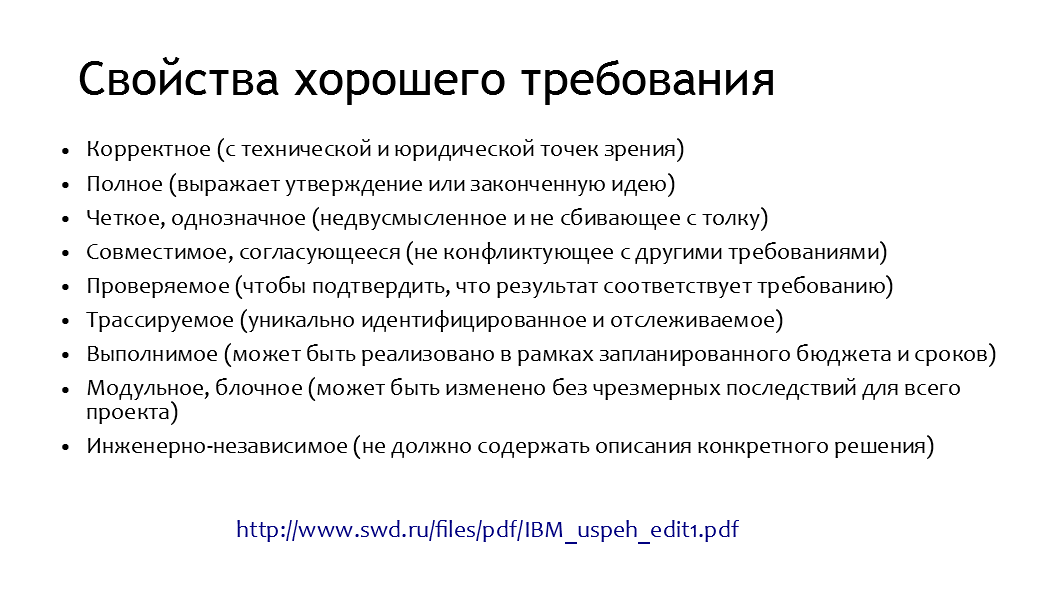 Свойства хорошего требования
• Корректное (с технической и юридической точек зрения)
• Полное (выражает утверждение или законченную идею)
• Четкое, однозначное (недвусмысленное и не сбивающее с толку)
• Совместимое, согласующееся (не конфликтующее с другими требованиями)
• Проверяемое (чтобы подтвердить, что результат соответствует требованию)
• Трассируемое (уникально идентифицированное и отслеживаемое)
• Выполнимое (может быть реализовано в рамках запланированного бюджета и сроков)
• Модульное, блочное (может быть изменено без чрезмерных последствий для всего
проекта)
• Инженерно-независимое (не должно содержать описания конкретного решения)
http://www.swd.ru/files/pdf/IBM_uspeh_edit1.pdf